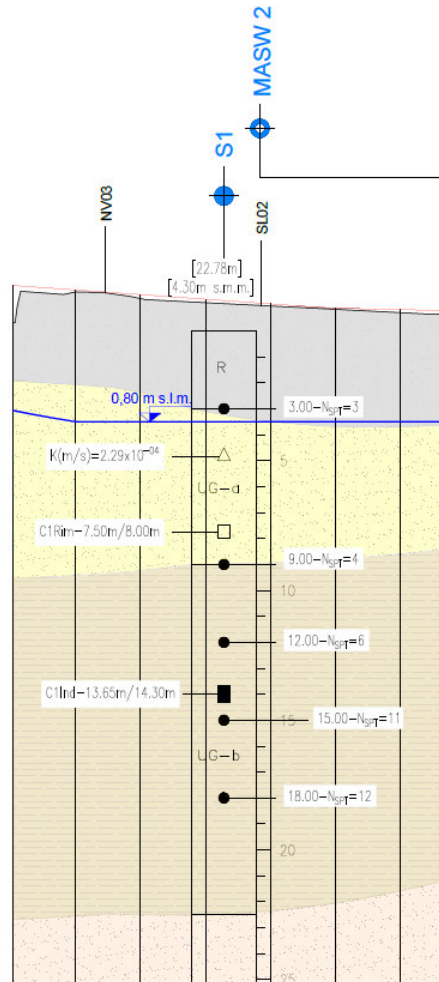 MASW 2
S1
NV03
SL02
[22.78m]
[4.30m s.m.m.]
R
0,80 m s.l.m.
3.00-NSPT=3
K(m/s)=2.29x10⁻⁰⁴
5
UG-a
C1Rim-7.50m/8.00m
9.00-NSPT=4
10
12.00-NSPT=6
C1Ind-13.65m/14.30m
15
15.00-NSPT=11
UG-b
18.00-NSPT=12
20
25